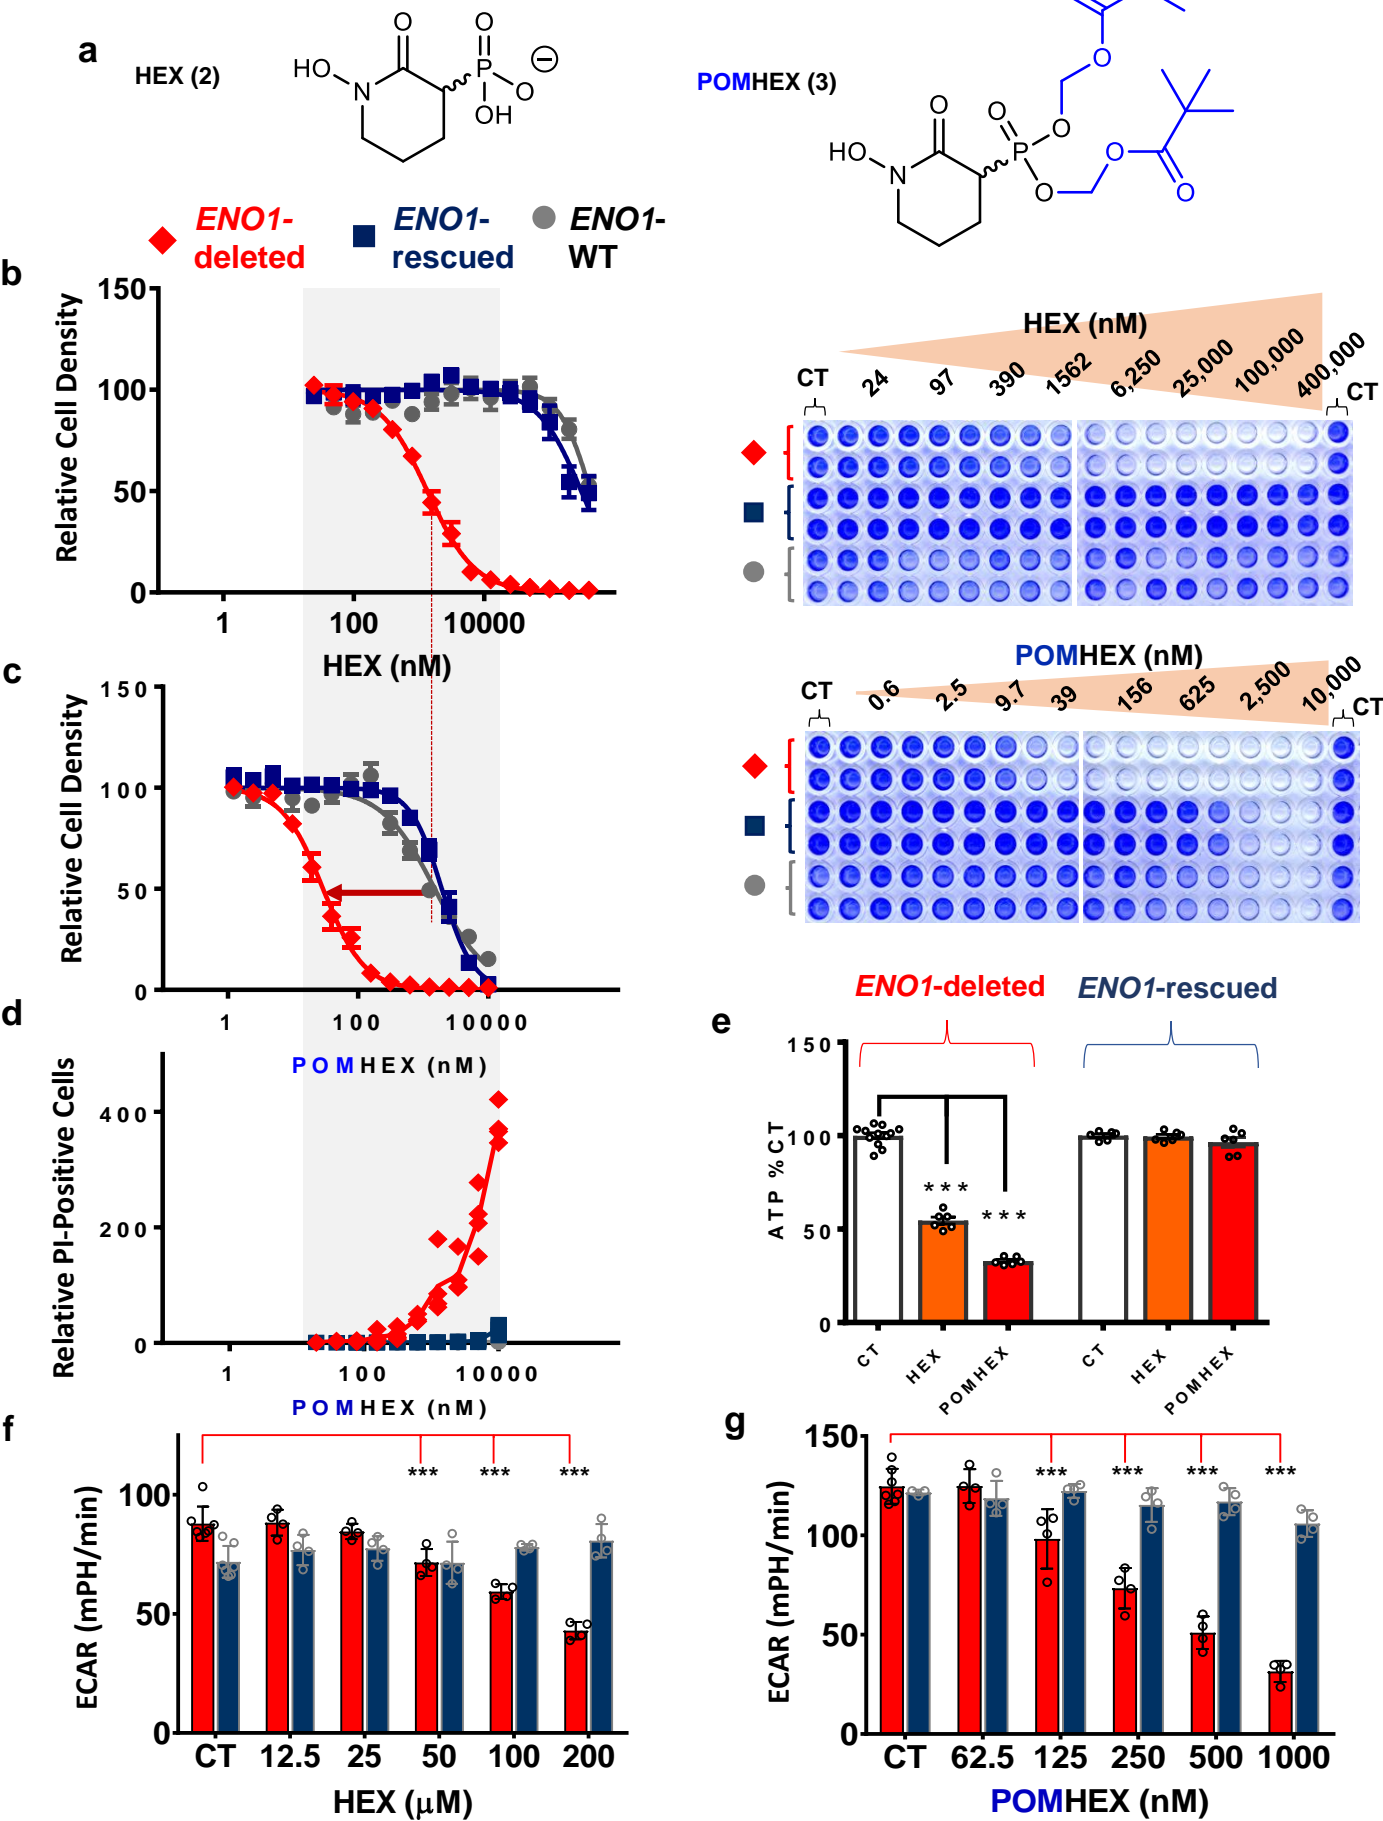 a
HEX (2)
HO
N
O
P
O
O
OH
POMHEX (3)
HO
N
O
P
O
O
O
O
O
O
ENO1-
deleted
ENO1-
rescued
ENO1-
WT
b
Relative Cell Density
150
100
50
0
1
100
10000
HEX (nM)
HEX (nM)
CT
24
97
390
1562
6,250
25,000
100,000
400,000
CT
c
Relative Cell Density
150
100
50
0
1
100
10000
POMHEX (nM)
POMHEX (nM)
CT
0.6
2.5
9.7
39
156
625
2,500
10,000
CT
d
Relative PI-Positive Cells
400
200
0
1
100
10000
POMHEX (nM)
e
ENO1-deleted
ENO1-rescued
ATP %CT
150
100
50
0
***
***
CT
HEX
POMHEX
CT
HEX
POMHEX
f
ECAR (mPH/min)
100
50
0
***
***
***
CT
12.5
25
50
100
200
HEX (μM)
g
ECAR (mPH/min)
150
100
50
0
***
***
***
***
CT
62.5
125
250
500
1000
POMHEX (nM)